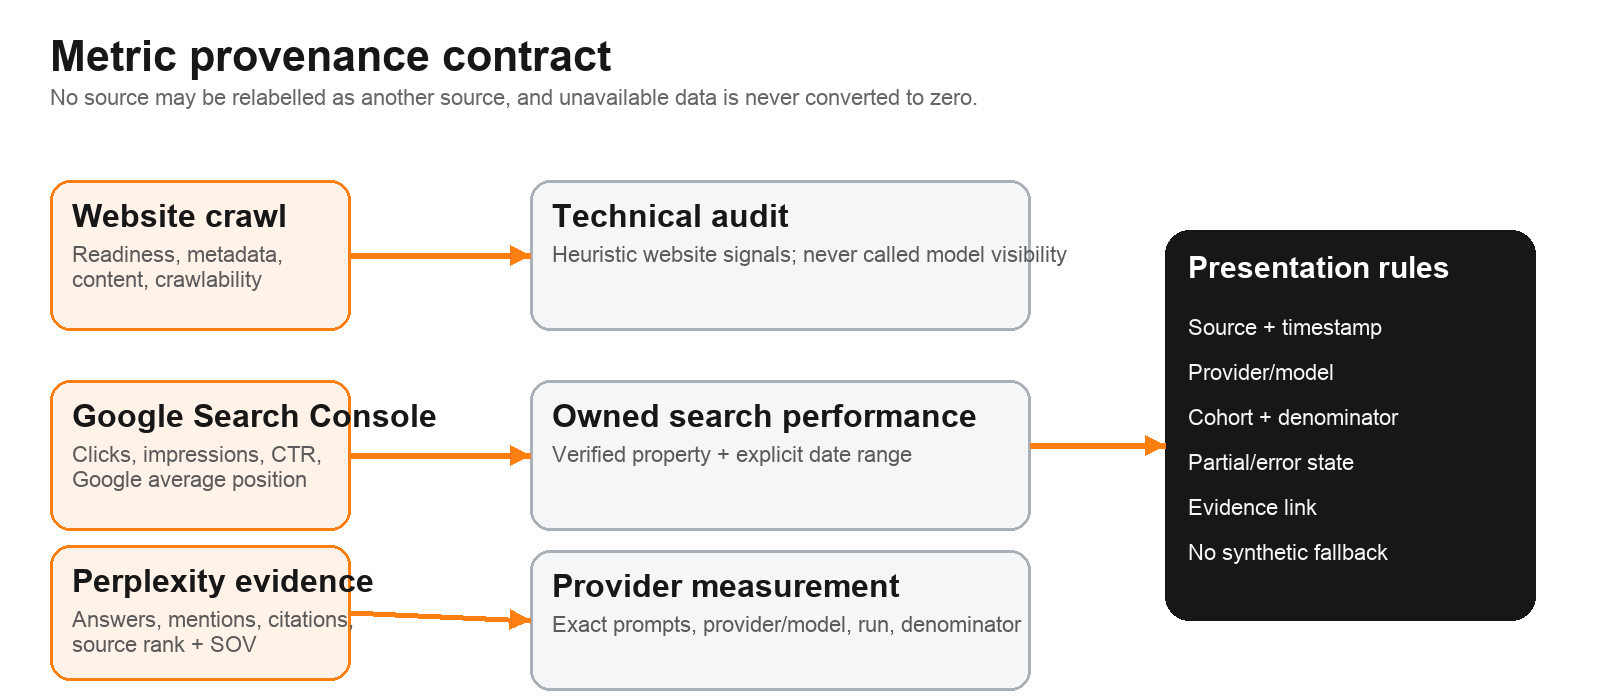 Metric provenance contract
No source may be relabelled as another source, and unavailable data is never converted to zero.
Website crawl
Readiness, metadata,
content, crawlability
Technical audit
Heuristic website signals; never called model visibility
Google Search Console
Clicks, impressions, CTR,
Google average position
Owned search performance
Verified property + explicit date range
Perplexity evidence
Answers, mentions, citations,
source rank + SOV
Provider measurement
Exact prompts, provider/model, run, denominator
Presentation rules
Source + timestamp
Provider/model
Cohort + denominator
Partial/error state
Evidence link
No synthetic fallback